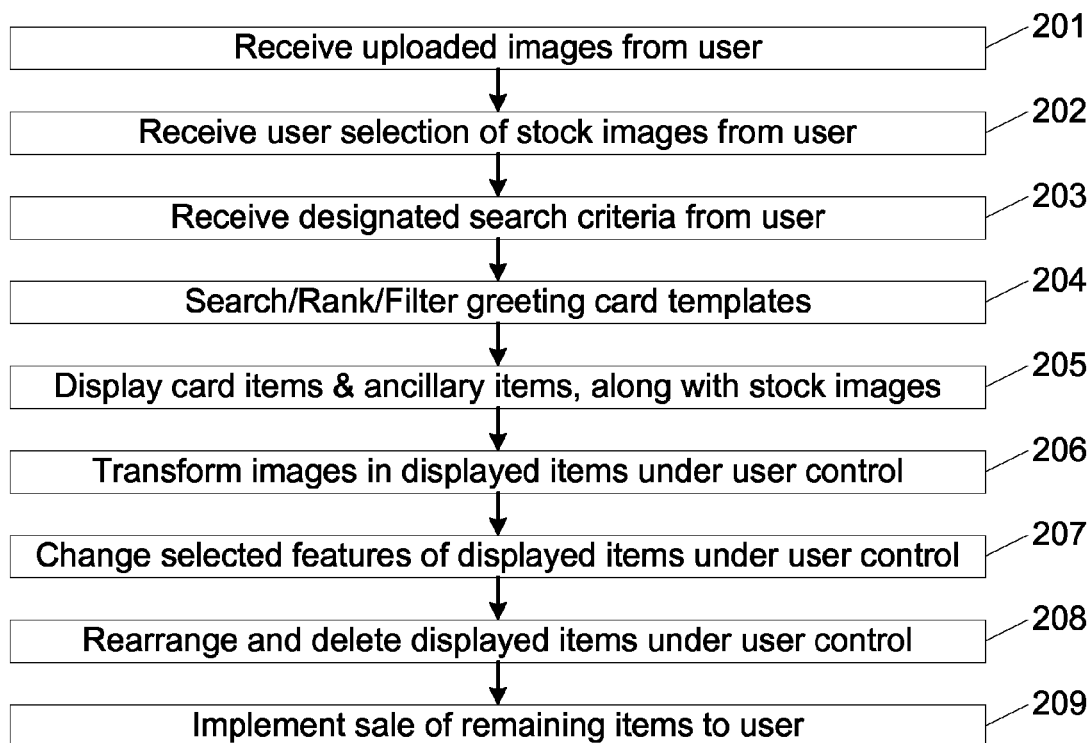 201
Receive uploaded images from user
202
Receive user selection of stock images from user
203
Receive designated search criteria from user
204
Search/Rank/Filter greeting card templates
205
Display card items & ancillary items, along with stock images
206
Transform images in displayed items under user control
207
Change selected features of displayed items under user control
208
Rearrange and delete displayed items under user control
209
Implement sale of remaining items to user